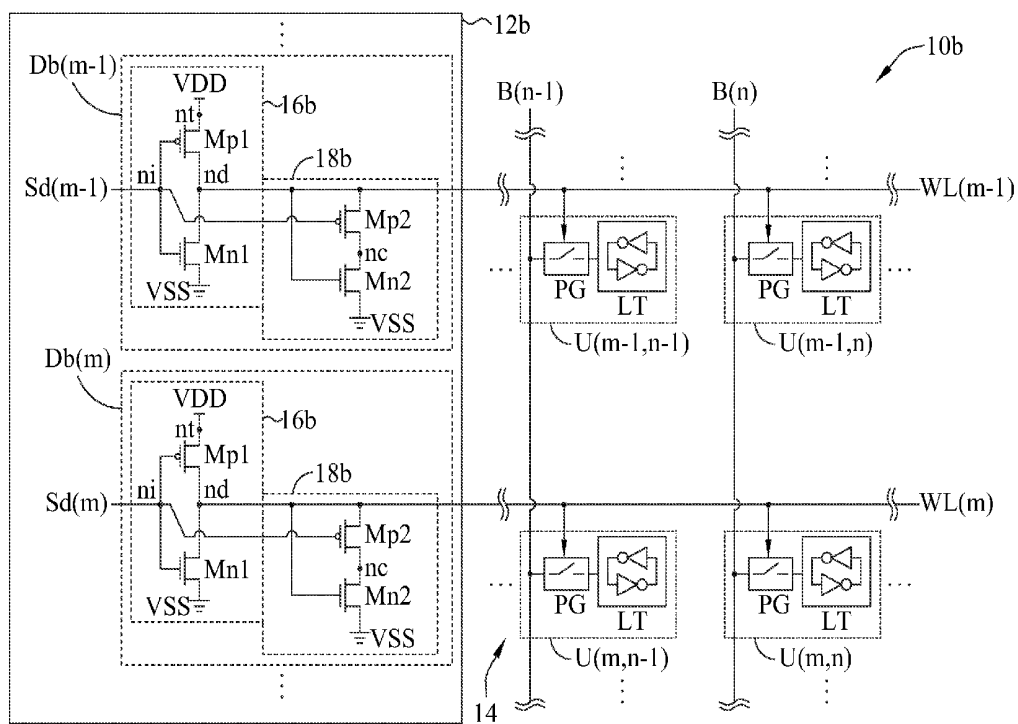 12b
10b
Db(m-1)
VDD
16b
nt
Mp1
B(n-1)
B(n)
18b
ni
nd
Sd(m-1)
WL(m-1)
Mp2
Mn1
nc
Mn2
VSS
VSS
PG
LT
PG
LT
U(m-1,n-1)
U(m-1,n)
Db(m)
VDD
16b
nt
Mp1
18b
ni
nd
Sd(m)
WL(m)
Mp2
Mn1
nc
Mn2
VSS
VSS
PG
LT
PG
LT
U(m,n-1)
U(m,n)
14